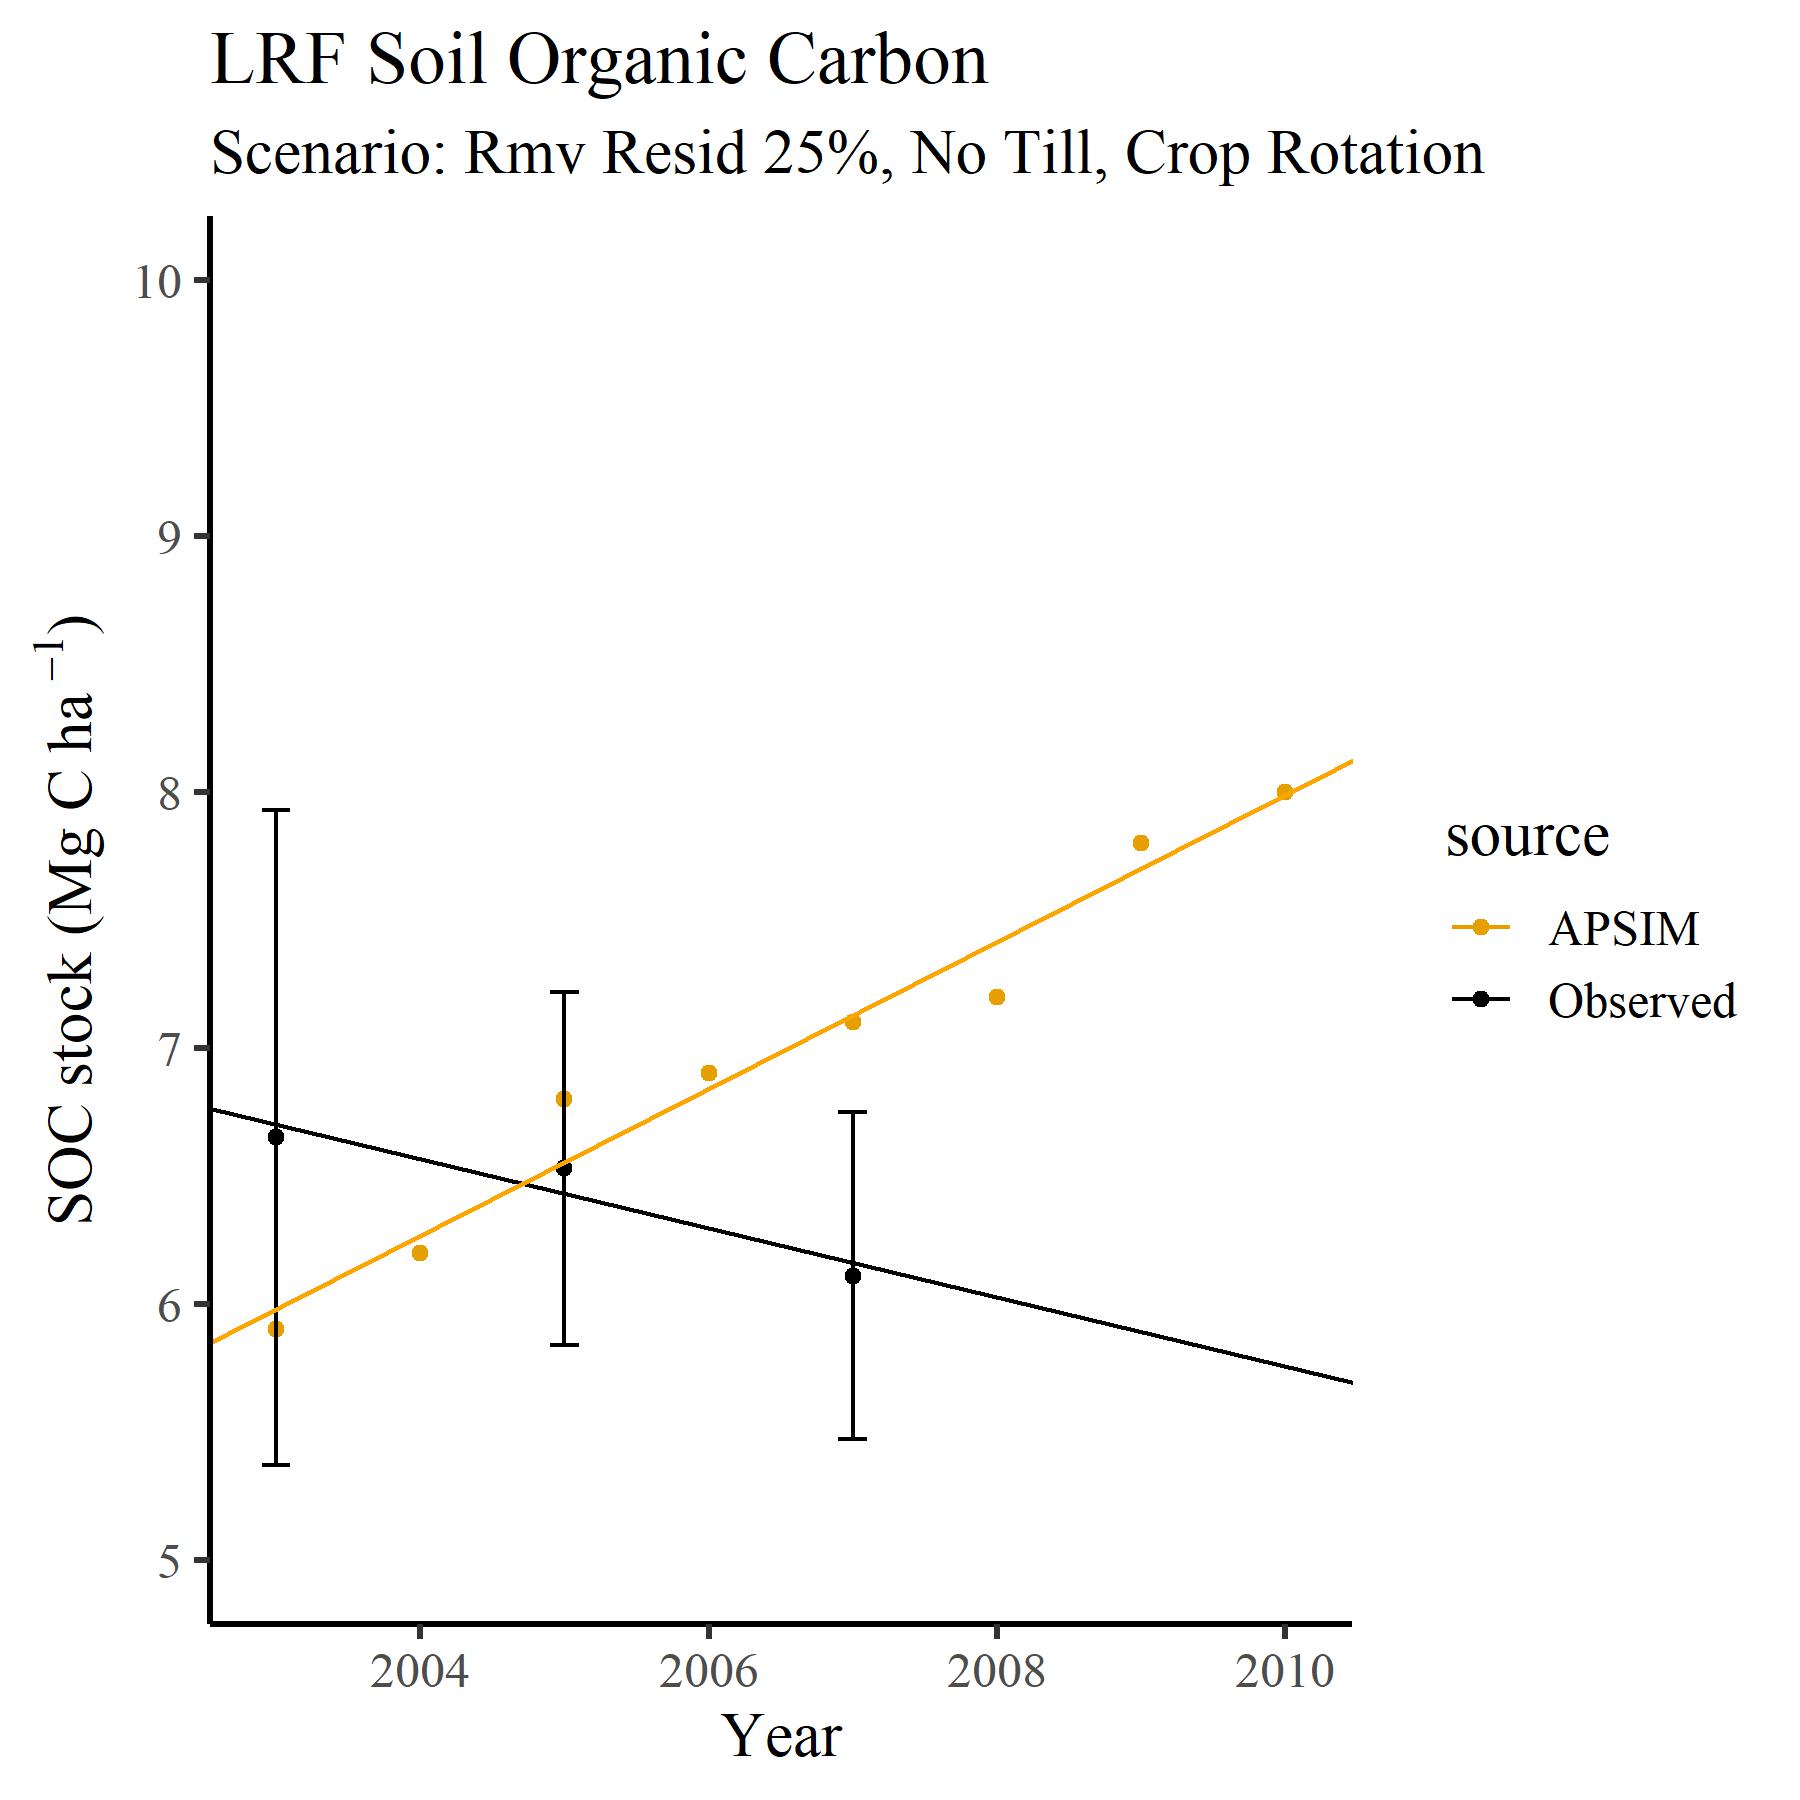 LRF Soil Organic Carbon
Scenario: Rmv Resid 25%, No Till, Crop Rotation
SOC stock (Mg C ha ⁻¹)
10
9
8
7
6
5
2004 2006 2008 2010
Year
source
APSIM
Observed